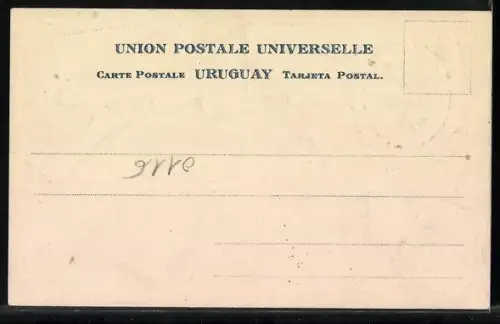 UNION POSTALE UNIVERSELLE
CARTE POSTALE URUGUAY TARJETA POSTAL.